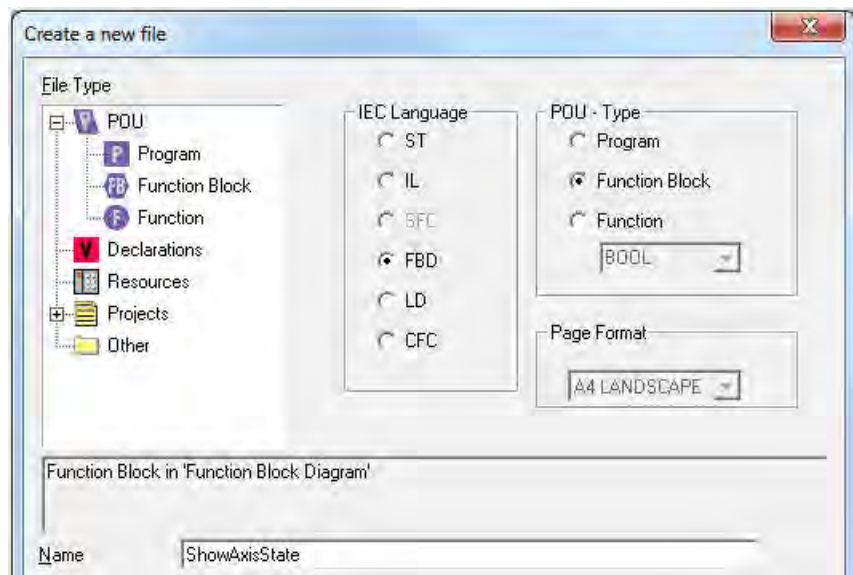 Create a new file
File Type
POU
P Program
FB Function Block
F Function
V Declarations
Resources
Projects
Other
IEC Language
ST
IL
SFC
FBD
LD
CFC
POU - Type
Program
Function Block
Function
BOOL
Page Format
A4 LANDSCAPE
Function Block in 'Function Block Diagram'
Name ShowAxisState